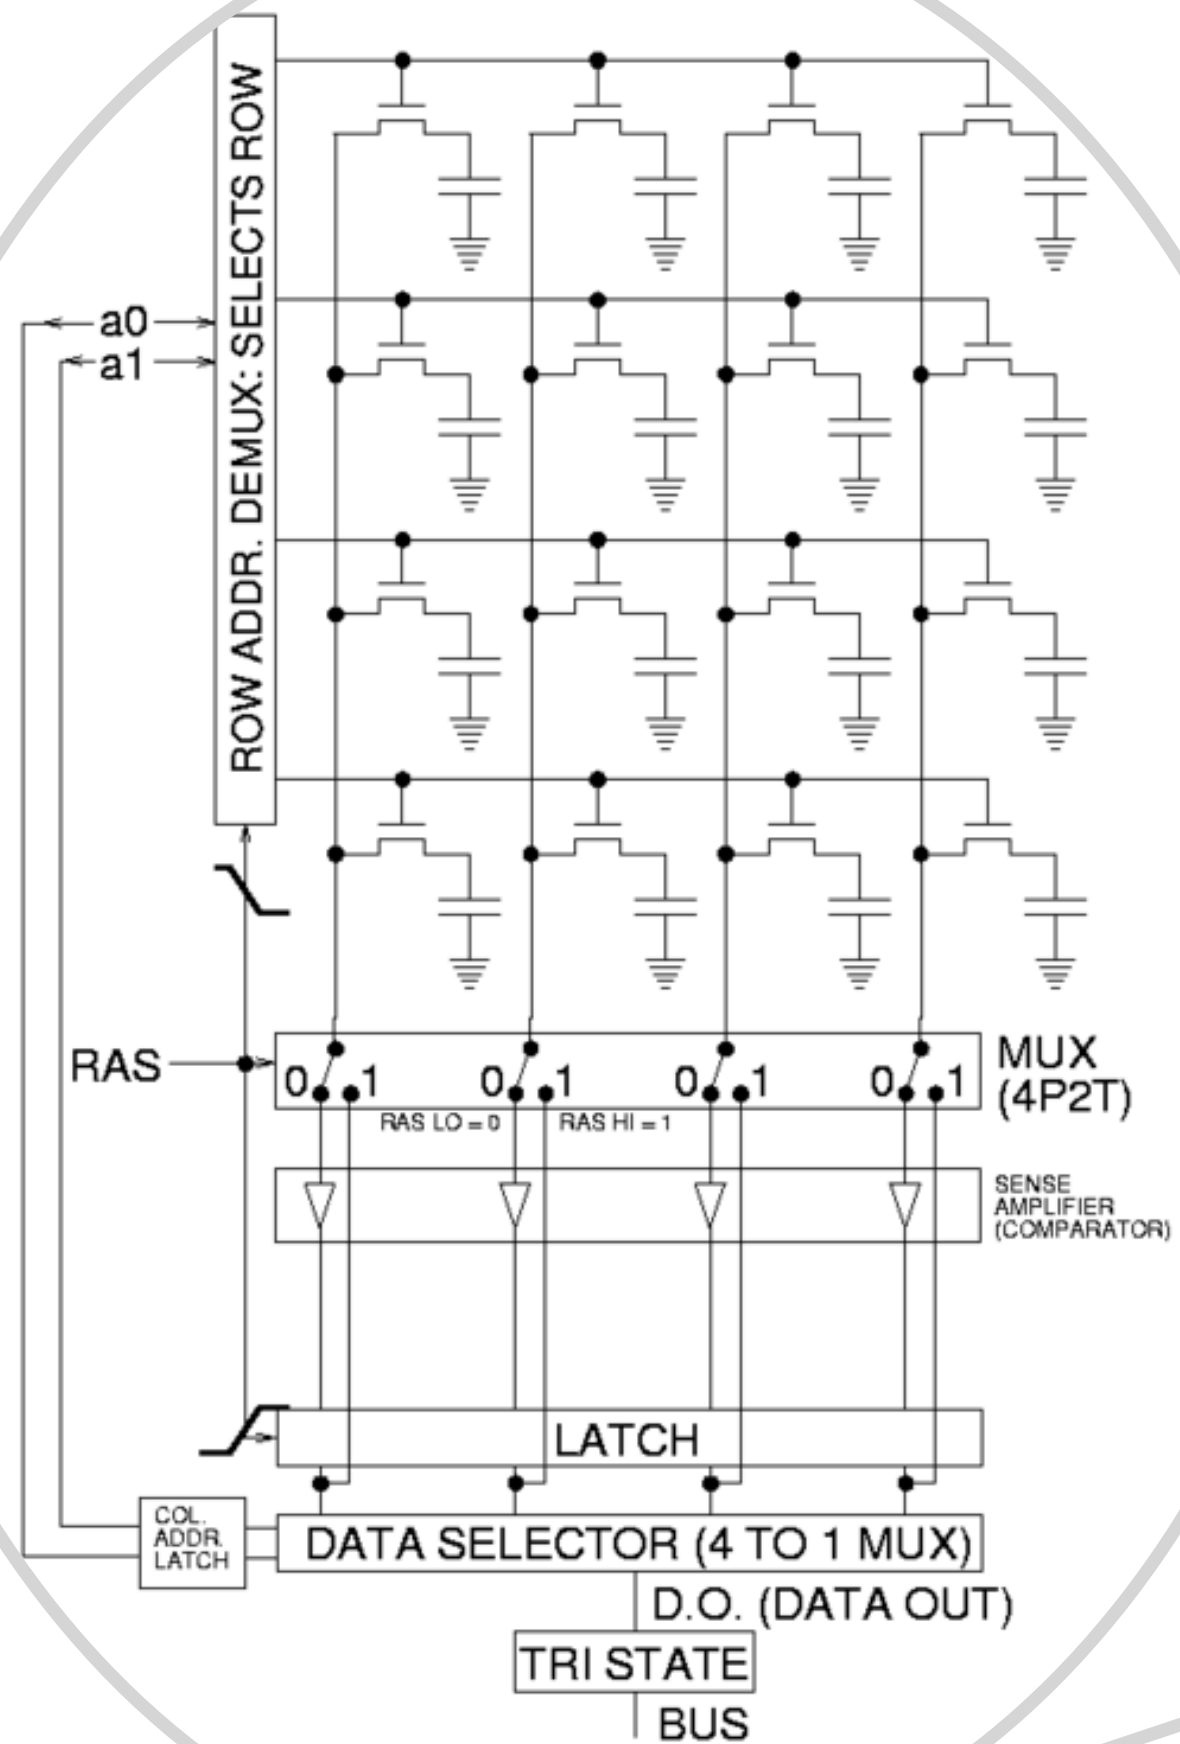 ROW ADDR. DEMUX: SELECTS ROW
a0
a1
RAS
0 1 0 1 0 1 0 1
MUX
(4P2T)
RAS LO = 0 RAS HI = 1
SENSE
AMPLIFIER
(COMPARATOR)
LATCH
COL.
ADDR.
LATCH
DATA SELECTOR (4 TO 1 MUX)
D.O. (DATA OUT)
TRI STATE
BUS